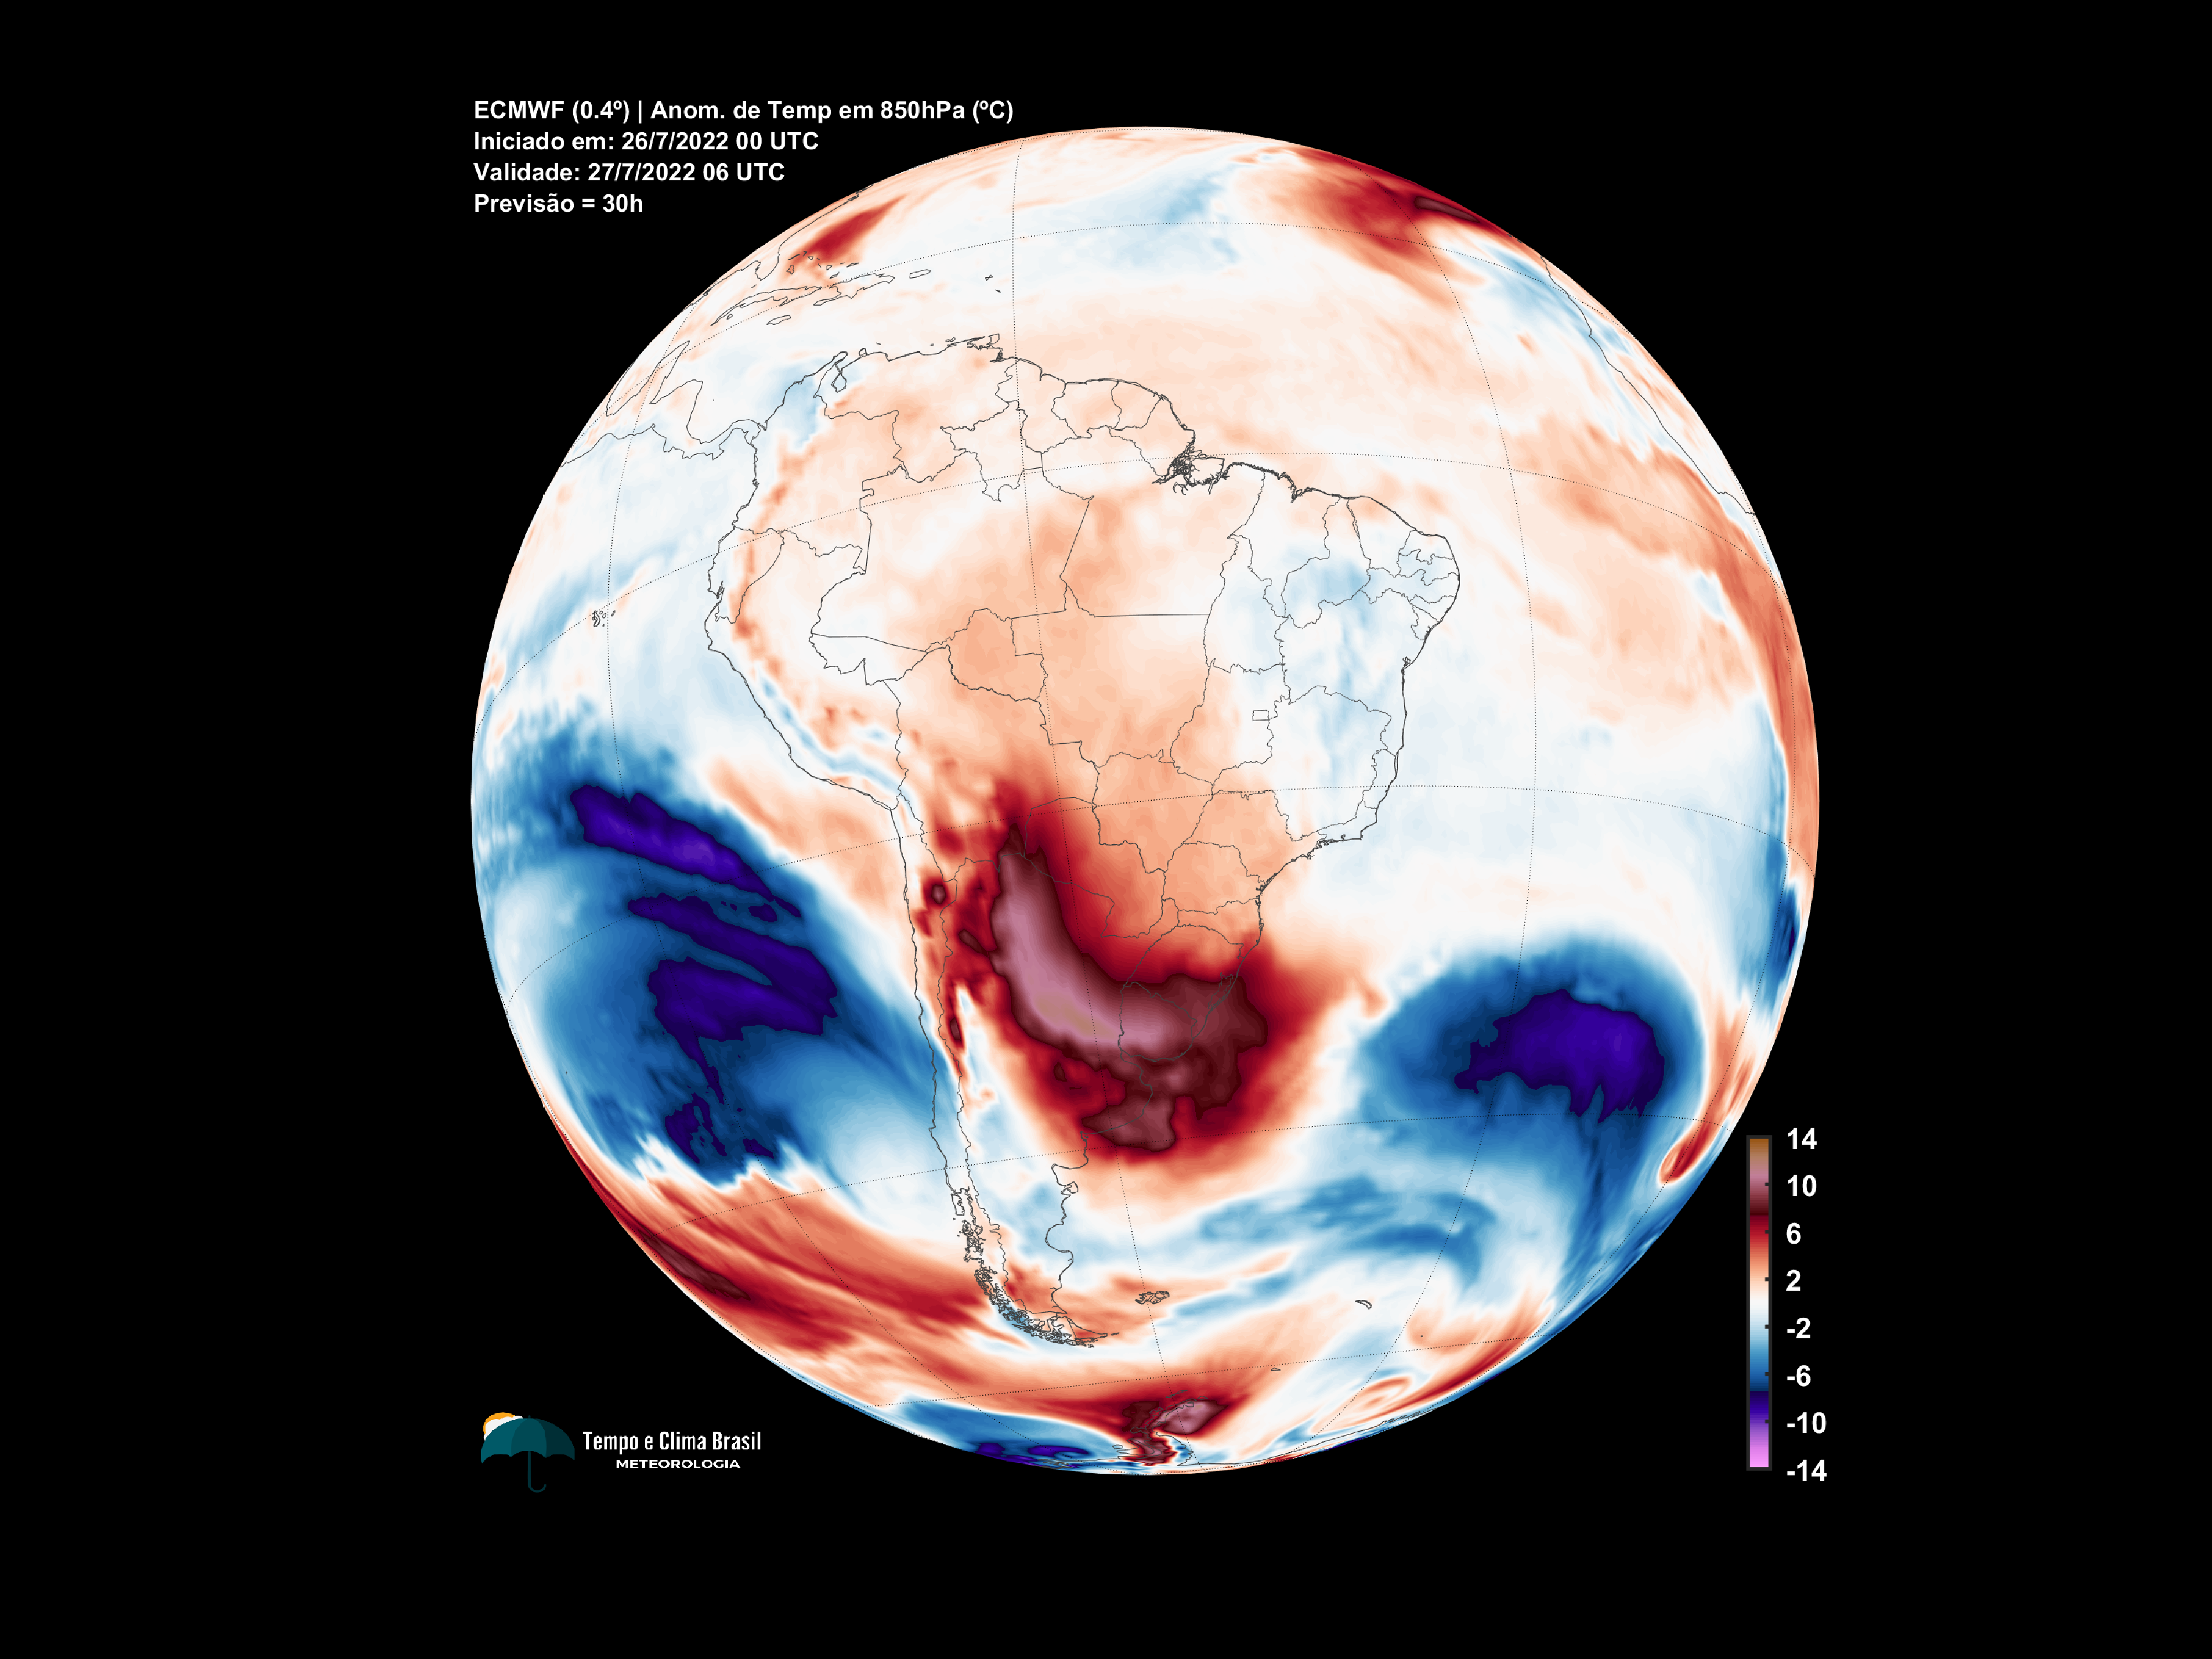 ECMWF (0.4º) | Anom. de Temp em 850hPa (ºC)
Iniciado em: 26/7/2022 00 UTC
Validade: 27/7/2022 06 UTC
Previsão = 30h
14
10
6
2
-2
-6
-10
-14
Tempo e Clima Brasil
METEOROLOGIA